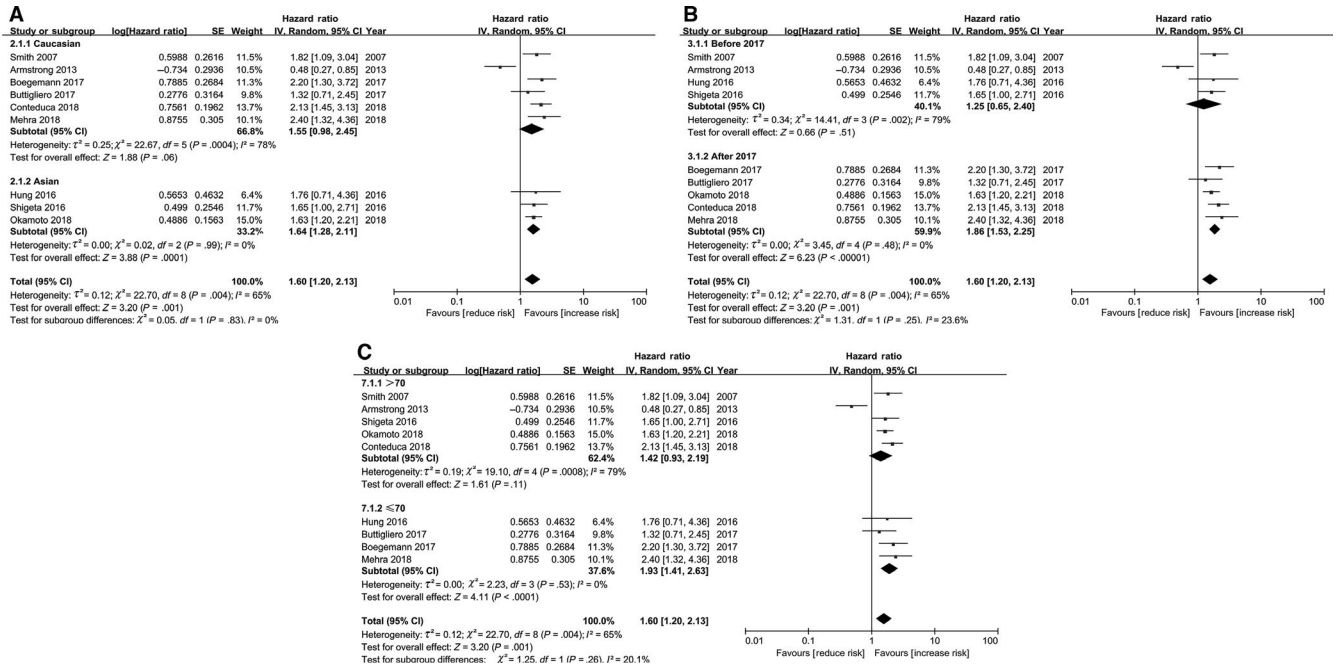 A
Hazard ratio Hazard ratio
Study or subgroup log[Hazard ratio] SE Weight IV. Random, 95% CI Year IV. Random, 95% CI
2.1.1 Caucasian
Smith 2007 0.5988 0.2616 11.5% 1.82 [1.09, 3.04] 2007
Armstrong 2013 −0.734 0.2936 10.5% 0.48 [0.27, 0.85] 2013
Boegemann 2017 0.7885 0.2684 11.3% 2.20 [1.30, 3.72] 2017
Buttigliero 2017 0.2776 0.3164 9.8% 1.32 [0.71, 2.45] 2017
Conteduca 2018 0.7561 0.1962 13.7% 2.13 [1.45, 3.13] 2018
Mehra 2018 0.8755 0.305 10.1% 2.40 [1.32, 4.36] 2018
Subtotal (95% CI) 66.8% 1.55 [0.98, 2.45]
Heterogeneity: τ² = 0.25; χ² = 22.67, df = 5 (P = .0004); I² = 78%
Test for overall effect: Z = 1.88 (P = .06)
2.1.2 Asian
Hung 2016 0.5653 0.4632 6.4% 1.76 [0.71, 4.36] 2016
Shigeta 2016 0.499 0.2546 11.6% 1.65 [1.00, 2.71] 2016
Okamoto 2018 0.4886 0.1563 15.0% 1.63 [1.20, 2.21] 2018
Subtotal (95% CI) 33.2% 1.64 [1.28, 2.11]
Heterogeneity: τ² = 0.00; χ² = 0.02, df = 2 (P = .99); I² = 0%
Test for overall effect: Z = 3.88 (P = .0001)
Total (95% CI) 100.0% 1.60 [1.20, 2.13]
Heterogeneity: τ² = 0.12; χ² = 22.70, df = 8 (P = .004); I² = 65%
Test for overall effect: Z = 3.20 (P = .001)
Test for subgroup differences: χ² = 0.05, df = 1 (P = .83); I² = 0%
0.01 0.1 1 10 100
Favours [reduce risk] Favours [increase risk]
B
Hazard ratio Hazard ratio
Study or subgroup log[Hazard ratio] SE Weight IV. Random, 95% CI Year IV. Random, 95% CI
3.1.1 Before 2017
Smith 2007 0.5988 0.2616 11.5% 1.82 [1.09, 3.04] 2007
Armstrong 2013 −0.734 0.2936 10.5% 0.48 [0.27, 0.85] 2013
Hung 2016 0.5653 0.4632 6.4% 1.76 [0.71, 4.36] 2016
Shigeta 2016 0.499 0.2546 11.7% 1.65 [1.00, 2.71] 2016
Subtotal (95% CI) 40.1% 1.25 [0.65, 2.40]
Heterogeneity: τ² = 0.34; χ² = 14.41, df = 3 (P = .002); I² = 79%
Test for overall effect: Z = 0.66 (P = .51)
3.1.2 After 2017
Boegemann 2017 0.7885 0.2684 11.3% 2.20 [1.30, 3.72] 2017
Buttigliero 2017 0.2776 0.3164 9.8% 1.32 [0.71, 2.45] 2017
Okamoto 2018 0.4886 0.1563 15.0% 1.63 [1.20, 2.21] 2018
Conteduca 2018 0.7561 0.1962 13.7% 2.13 [1.45, 3.13] 2018
Mehra 2018 0.8755 0.305 10.1% 2.40 [1.32, 4.36] 2018
Subtotal (95% CI) 59.9% 1.86 [1.53, 2.25]
Heterogeneity: τ² = 0.00; χ² = 3.45, df = 4 (P = .48); I² = 0%
Test for overall effect: Z = 6.23 (P < .00001)
Total (95% CI) 100.0% 1.60 [1.20, 2.13]
Heterogeneity: τ² = 0.12; χ² = 22.70, df = 8 (P = .004); I² = 65%
Test for overall effect: Z = 3.20 (P = .001)
Test for subgroup differences: χ² = 1.31, df = 1 (P = .25); I² = 23.6%
0.01 0.1 1 10 100
Favours [reduce risk] Favours [increase risk]
C
Hazard ratio Hazard ratio
Study or subgroup log[Hazard ratio] SE Weight IV. Random, 95% CI Year IV. Random, 95% CI
7.1.1 >70
Smith 2007 0.5988 0.2616 11.5% 1.82 [1.09, 3.04] 2007
Armstrong 2013 −0.734 0.2936 10.5% 0.48 [0.27, 0.85] 2013
Shigeta 2016 0.499 0.2546 11.7% 1.65 [1.00, 2.71] 2016
Okamoto 2018 0.4886 0.1563 15.0% 1.63 [1.20, 2.21] 2018
Conteduca 2018 0.7561 0.1962 13.7% 2.13 [1.45, 3.13] 2018
Subtotal (95% CI) 62.4% 1.42 [0.93, 2.19]
Heterogeneity: τ² = 0.19; χ² = 19.10, df = 4 (P = .0008); I² = 79%
Test for overall effect: Z = 1.61 (P = .11)
7.1.2 ≤70
Hung 2016 0.5653 0.4632 6.4% 1.76 [0.71, 4.36] 2016
Buttigliero 2017 0.2776 0.3164 9.8% 1.32 [0.71, 2.45] 2017
Boegemann 2017 0.7885 0.2684 11.3% 2.20 [1.30, 3.72] 2017
Mehra 2018 0.8755 0.305 10.1% 2.40 [1.32, 4.36] 2018
Subtotal (95% CI) 37.6% 1.93 [1.41, 2.63]
Heterogeneity: τ² = 0.00; χ² = 2.23, df = 3 (P = .53); I² = 0%
Test for overall effect: Z = 4.11 (P < .0001)
Total (95% CI) 100.0% 1.60 [1.20, 2.13]
Heterogeneity: τ² = 0.12; χ² = 22.70, df = 8 (P = .004); I² = 65%
Test for overall effect: Z = 3.20 (P = .001)
Test for subgroup differences: χ² = 1.25, df = 1 (P = .26), I² = 20.1%
0.01 0.1 1 10 100
Favours [reduce risk] Favours [increase risk]